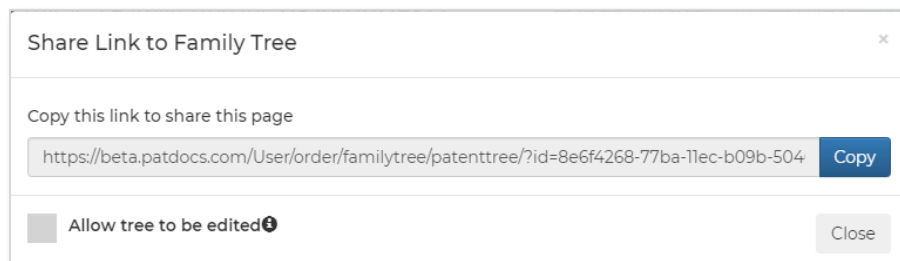 Share Link to Family Tree ×
Copy this link to share this page
https://beta.patdocs.com/User/order/familytree/patenttree/?id=8e6f4268-77ba-11ec-b09b-504 Copy
Allow tree to be edited
Close